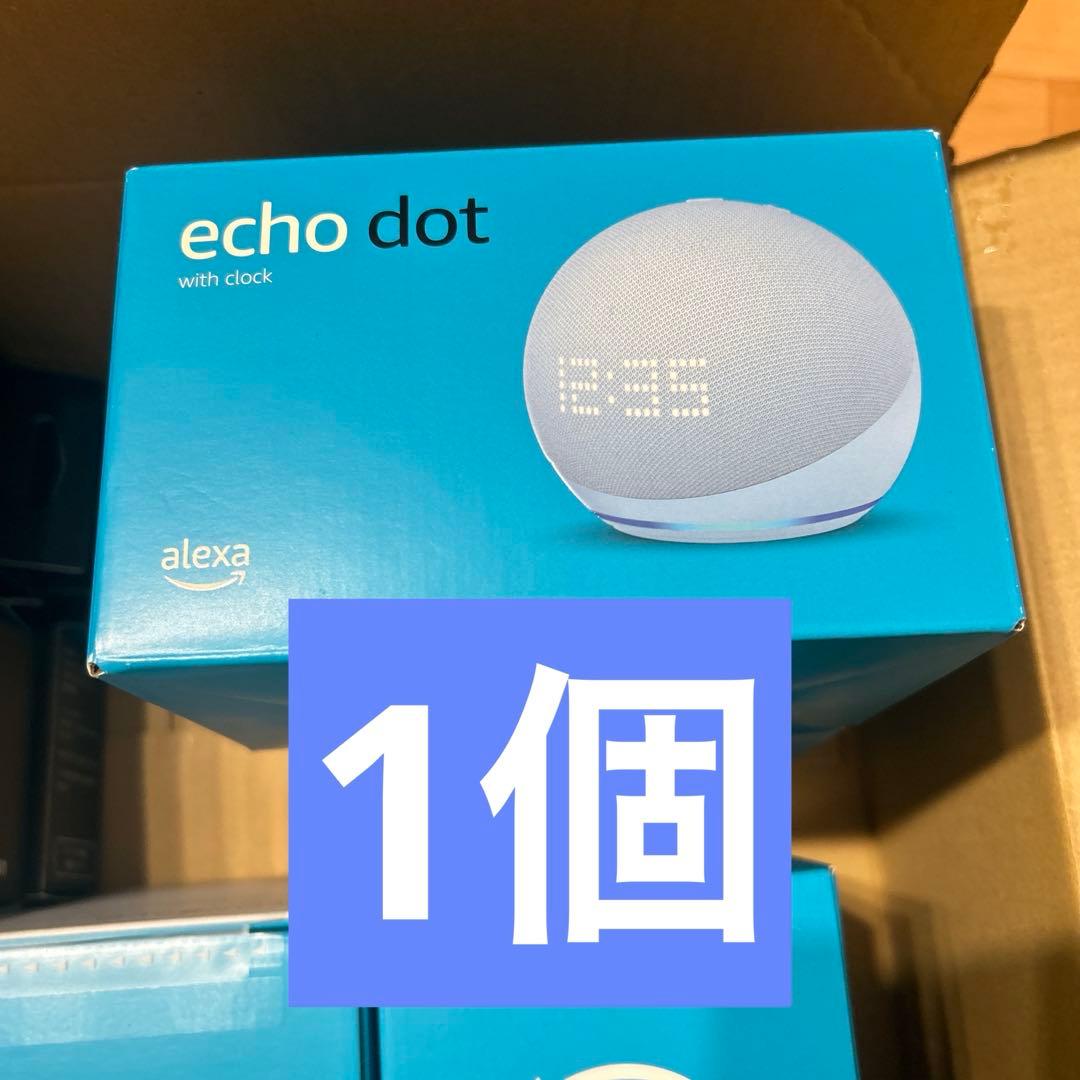 echo dot
with clock
12:35
alexa
1個